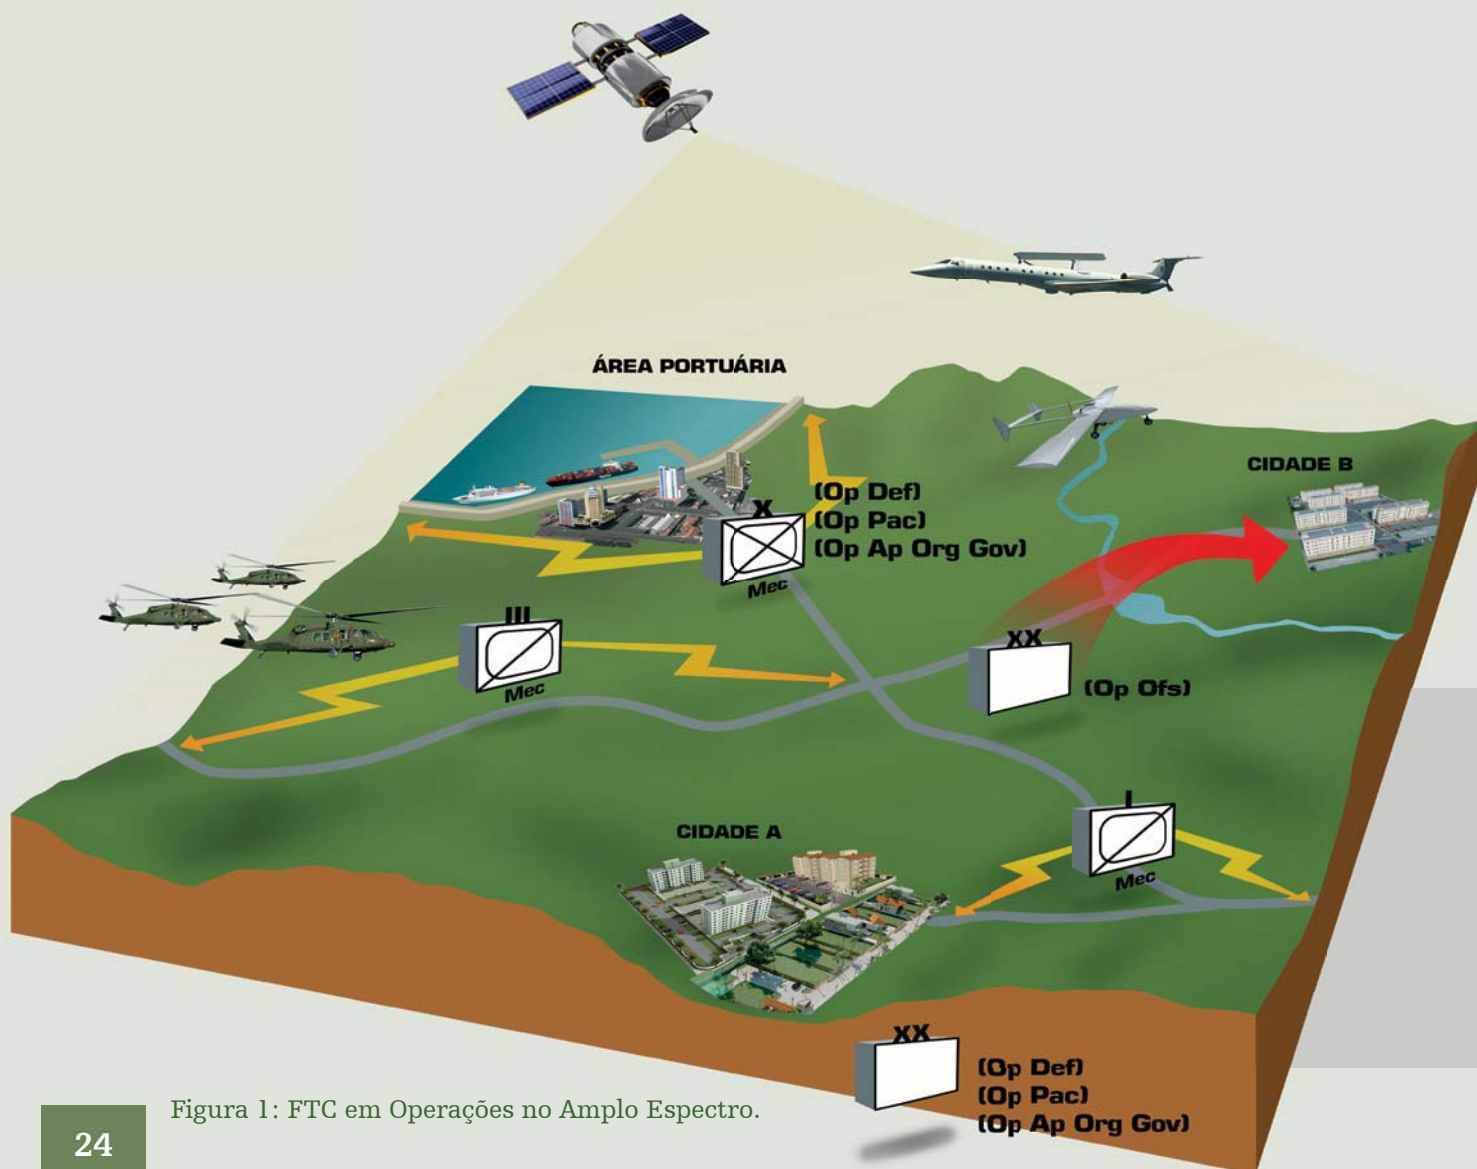 ÁREA PORTUÁRIA
CIDADE B
X
(Op Def)
(Op Pac)
(Op Ap Org Gov)
Mec
III
Mec
XX
(Op Ofs)
I
Mec
CIDADE A
XX
(Op Def)
(Op Pac)
(Op Ap Org Gov)
Figura 1: FTC em Operações no Amplo Espectro.
24